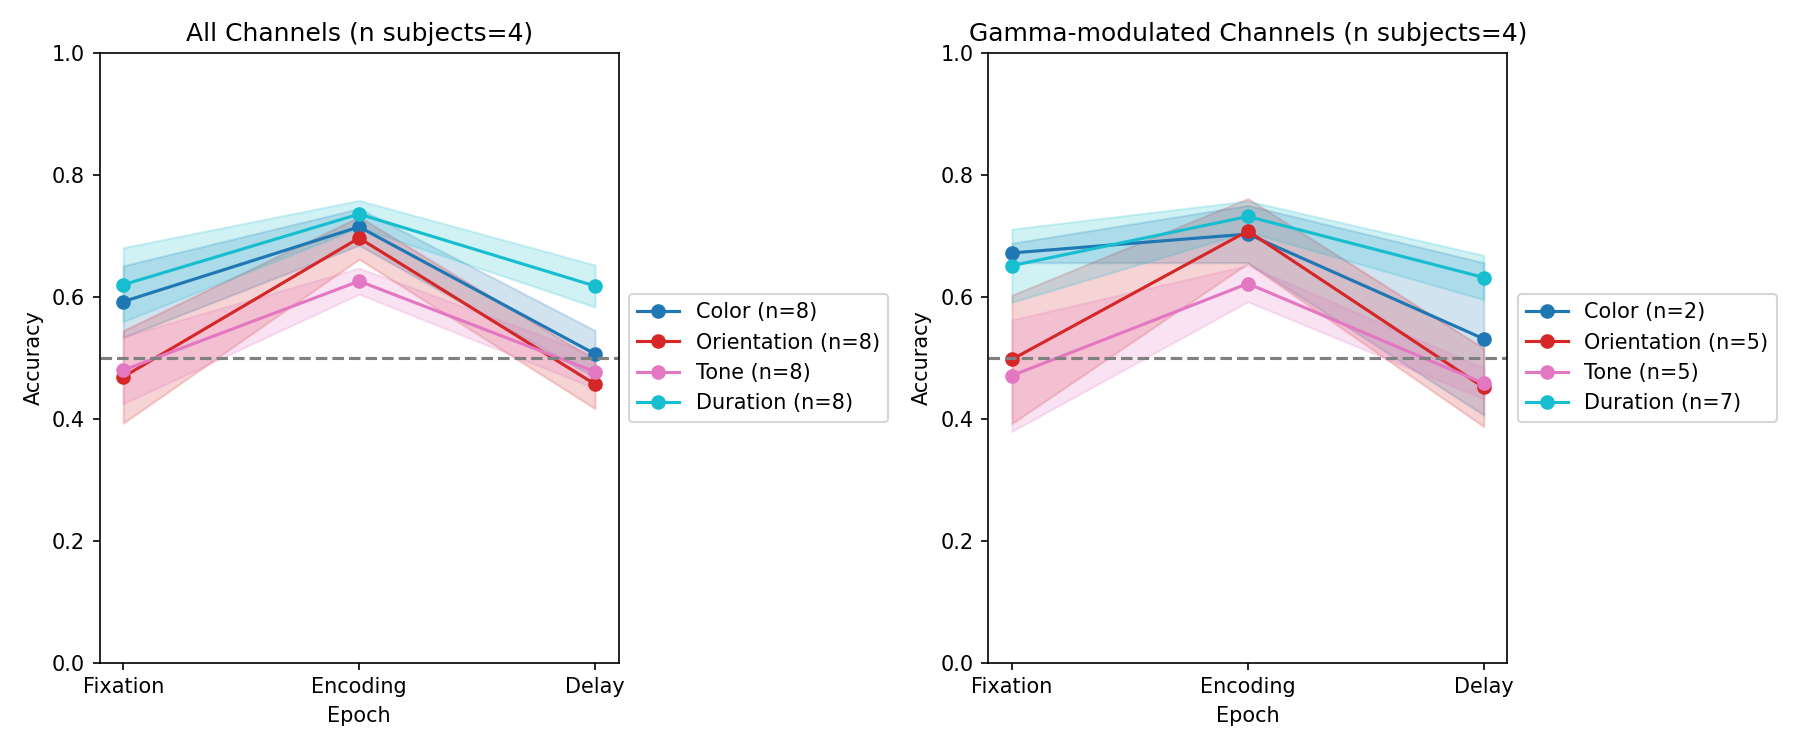 All Channels (n subjects=4)
1.0
0.8
0.6
0.4
0.2
0.0
Accuracy
Fixation
Encoding
Delay
Epoch
Color (n=8)
Orientation (n=8)
Tone (n=8)
Duration (n=8)
Gamma-modulated Channels (n subjects=4)
1.0
0.8
0.6
0.4
0.2
0.0
Accuracy
Fixation
Encoding
Delay
Epoch
Color (n=2)
Orientation (n=5)
Tone (n=5)
Duration (n=7)